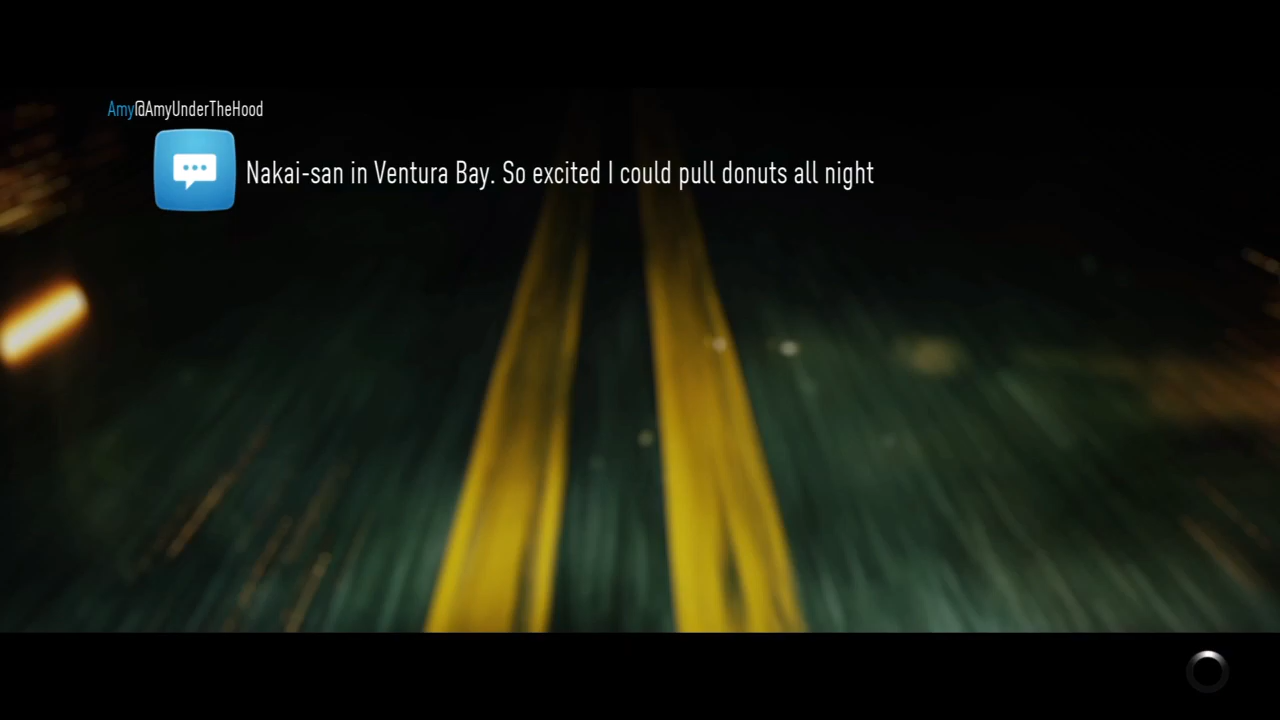 Amy@AmyUnderTheHood
Nakai-san in Ventura Bay. So excited I could pull donuts all night